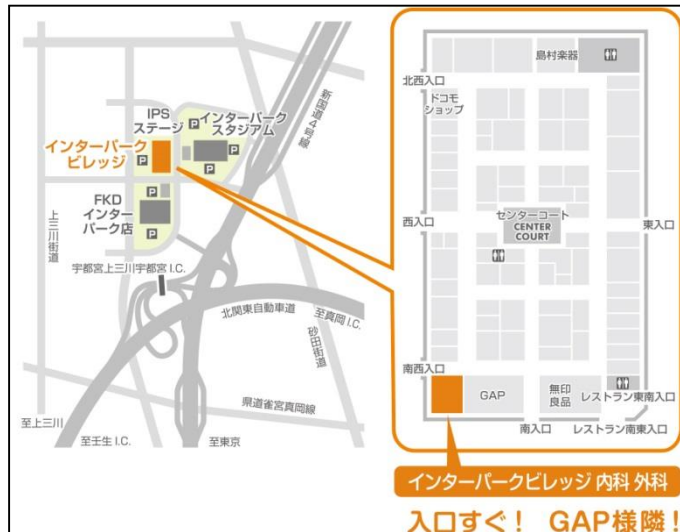 IPS
ステージ
インターパーク
スタジアム
新国道4号線
インターパーク
ビレッジ
FKD
インター
パーク店
上三川街道
宇都宮上三川宇都宮 I.C.
北関東自動車道
至真岡 I.C.
砂田街道
県道雀宮真岡線
至上三川
至壬生 I.C.
至東京
P
P
P
P
P
P
島村楽器
北西入口
ドコモ
ショップ
西入口
センターコート
CENTER
COURT
東入口
南西入口
GAP
無印
良品
レストラン東南入口
南入口
レストラン南東入口
インターパークビレッジ 内科 外科
入口すぐ! GAP様隣!